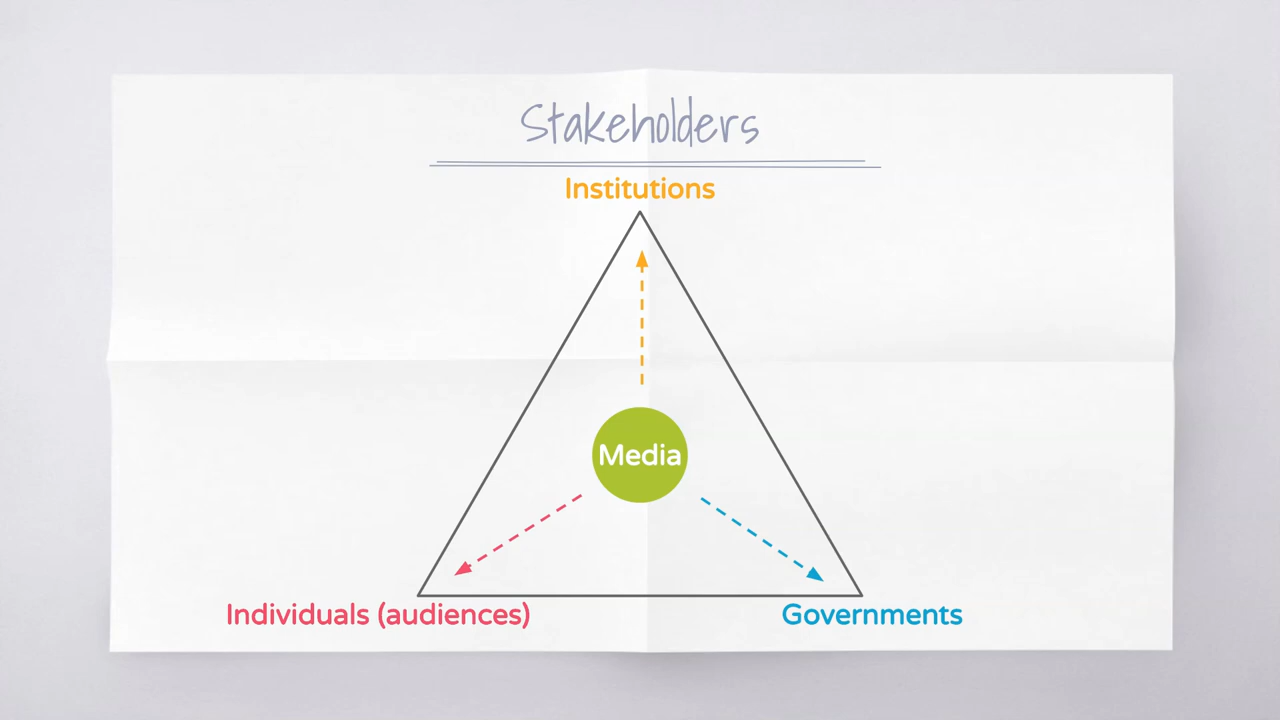 Stakeholders
Institutions
Media
Individuals (audiences)
Governments